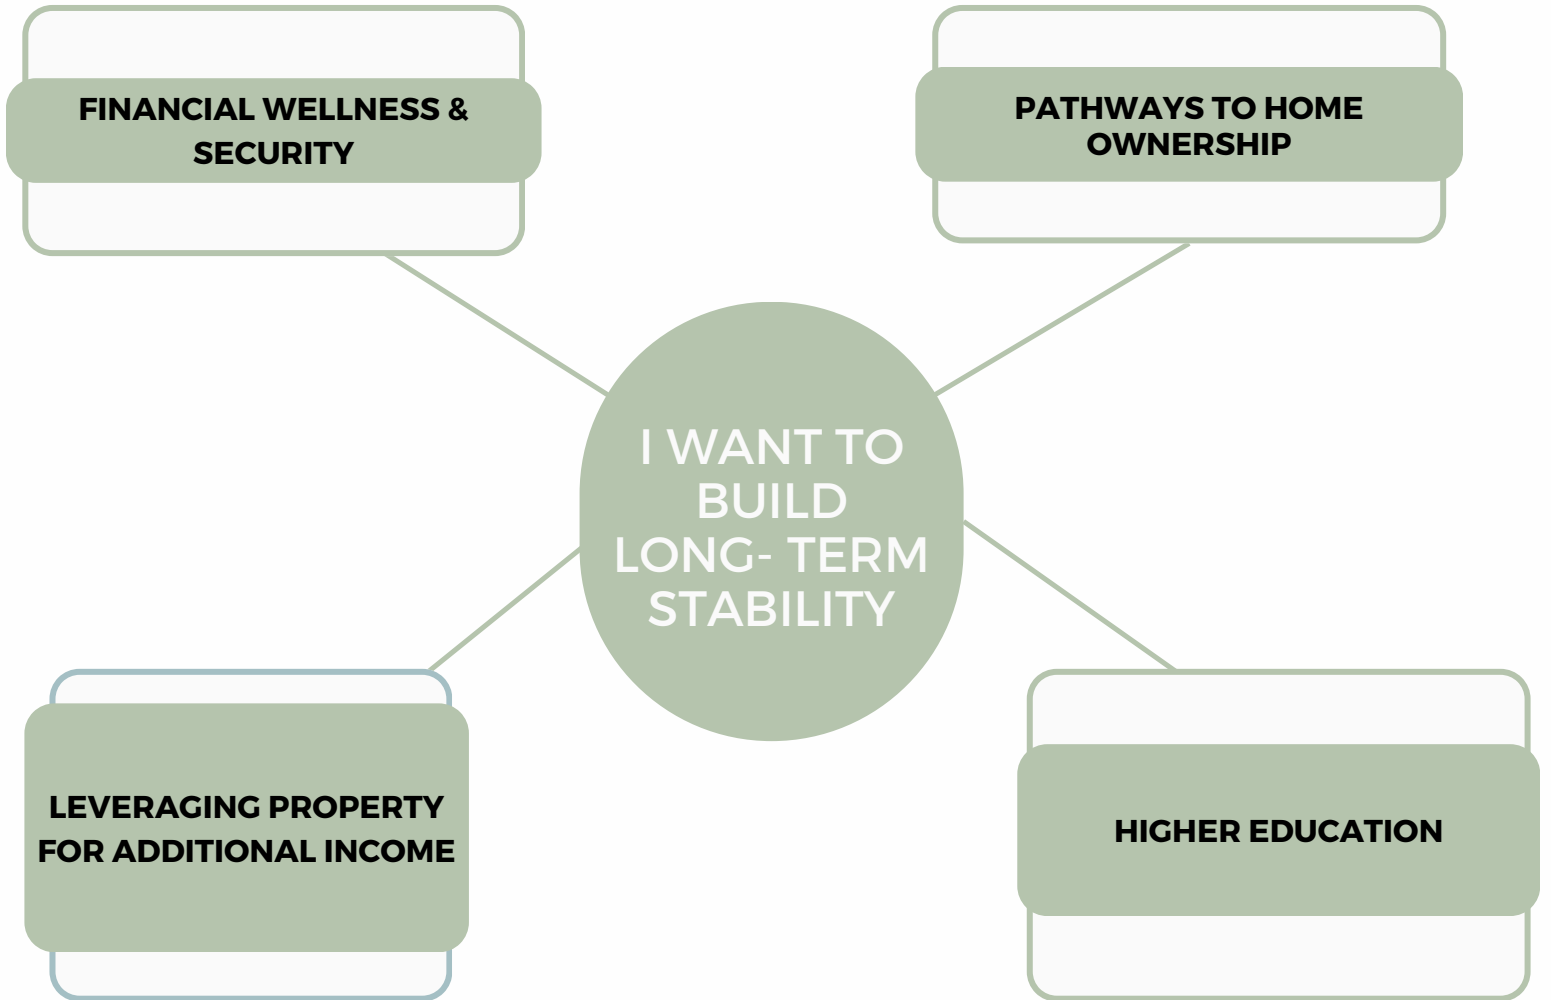 FINANCIAL WELLNESS &
SECURITY
PATHWAYS TO HOME
OWNERSHIP
I WANT TO
BUILD
LONG- TERM
STABILITY
LEVERAGING PROPERTY
FOR ADDITIONAL INCOME
HIGHER EDUCATION